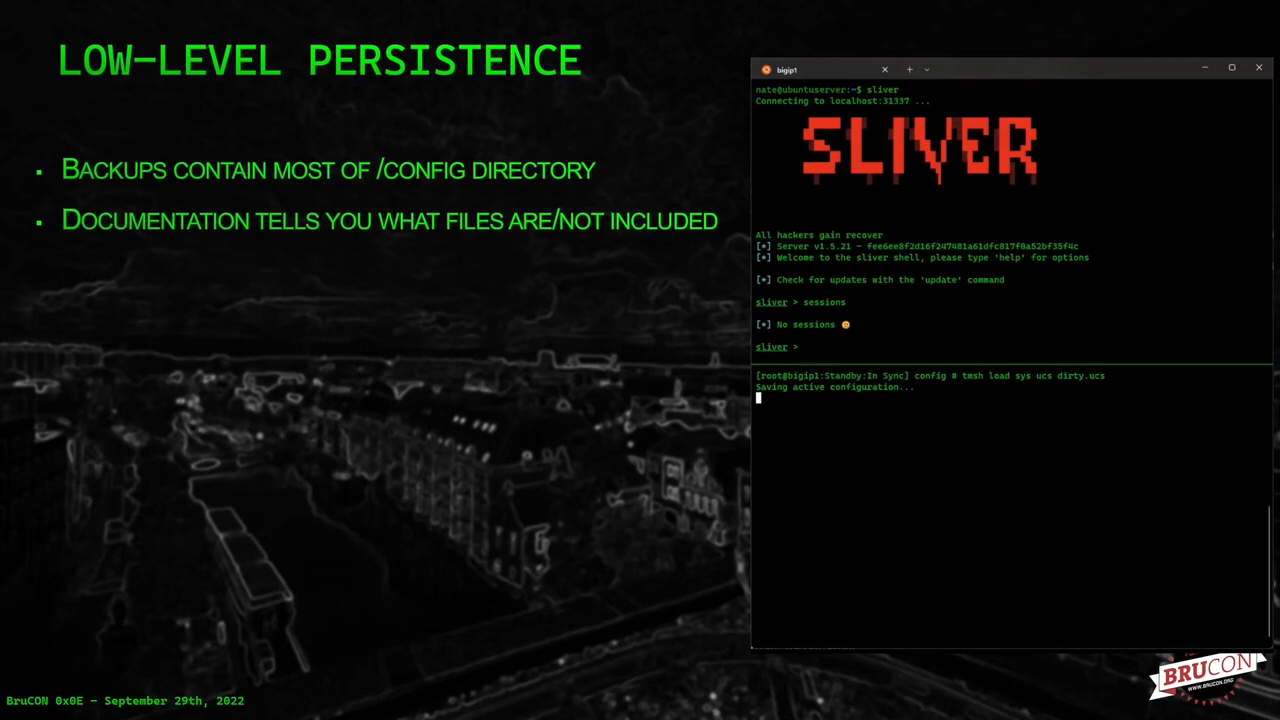 LOW-LEVEL PERSISTENCE
▪ BACKUPS CONTAIN MOST OF /CONFIG DIRECTORY
▪ DOCUMENTATION TELLS YOU WHAT FILES ARE/NOT INCLUDED
bigip1
nate@ubuntuserver:~$ sliver
Connecting to localhost:31337 ...
SLIVER
All hackers gain recover
[*] Server v1.5.21 - fee6ee8f2d16f247481a61dfc817f0a52bf35f4c
[*] Welcome to the sliver shell, please type 'help' for options
[*] Check for updates with the 'update' command
sliver > sessions
[*] No sessions 🙁
sliver >
[root@bigip1:Standby:In Sync] config # tmsh load sys ucs dirty.ucs
Saving active configuration...
BruCON 0x0E - September 29th, 2022
BRUCON
WWW.BRUCON.ORG